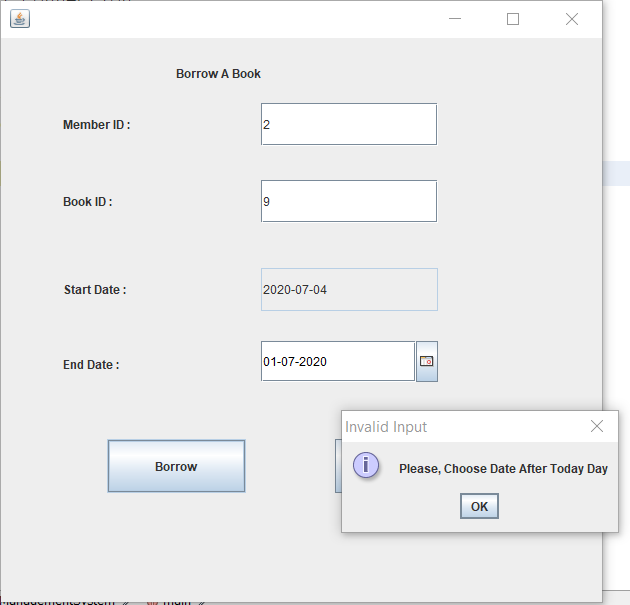 Borrow A Book
Member ID : 2
Book ID : 9
Start Date : 2020-07-04
End Date : 01-07-2020
Borrow
Invalid Input
Please, Choose Date After Today Day
OK